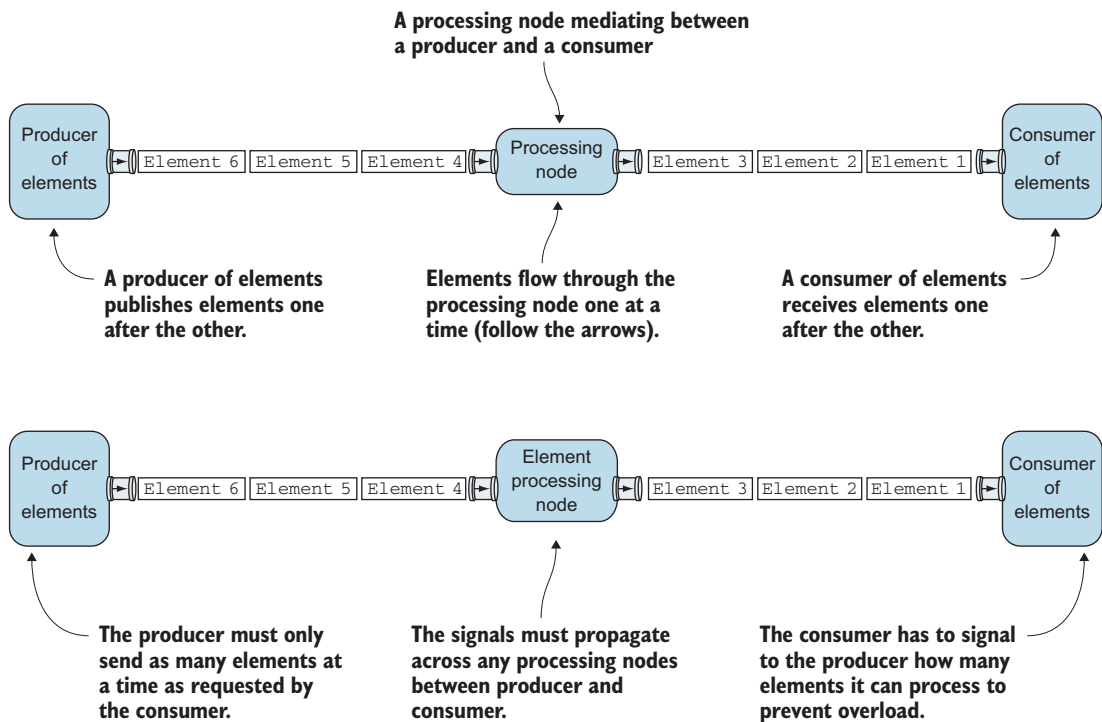 A processing node mediating between
a producer and a consumer
Producer
of
elements
Element 6 Element 5 Element 4
Processing
node
Element 3 Element 2 Element 1
Consumer
of
elements
A producer of elements
publishes elements one
after the other.
Elements flow through the
processing node one at a
time (follow the arrows).
A consumer of elements
receives elements one
after the other.
Producer
of
elements
Element 6 Element 5 Element 4
Element
processing
node
Element 3 Element 2 Element 1
Consumer
of
elements
The producer must only
send as many elements at
a time as requested by
the consumer.
The signals must propagate
across any processing nodes
between producer and
consumer.
The consumer has to signal
to the producer how many
elements it can process to
prevent overload.